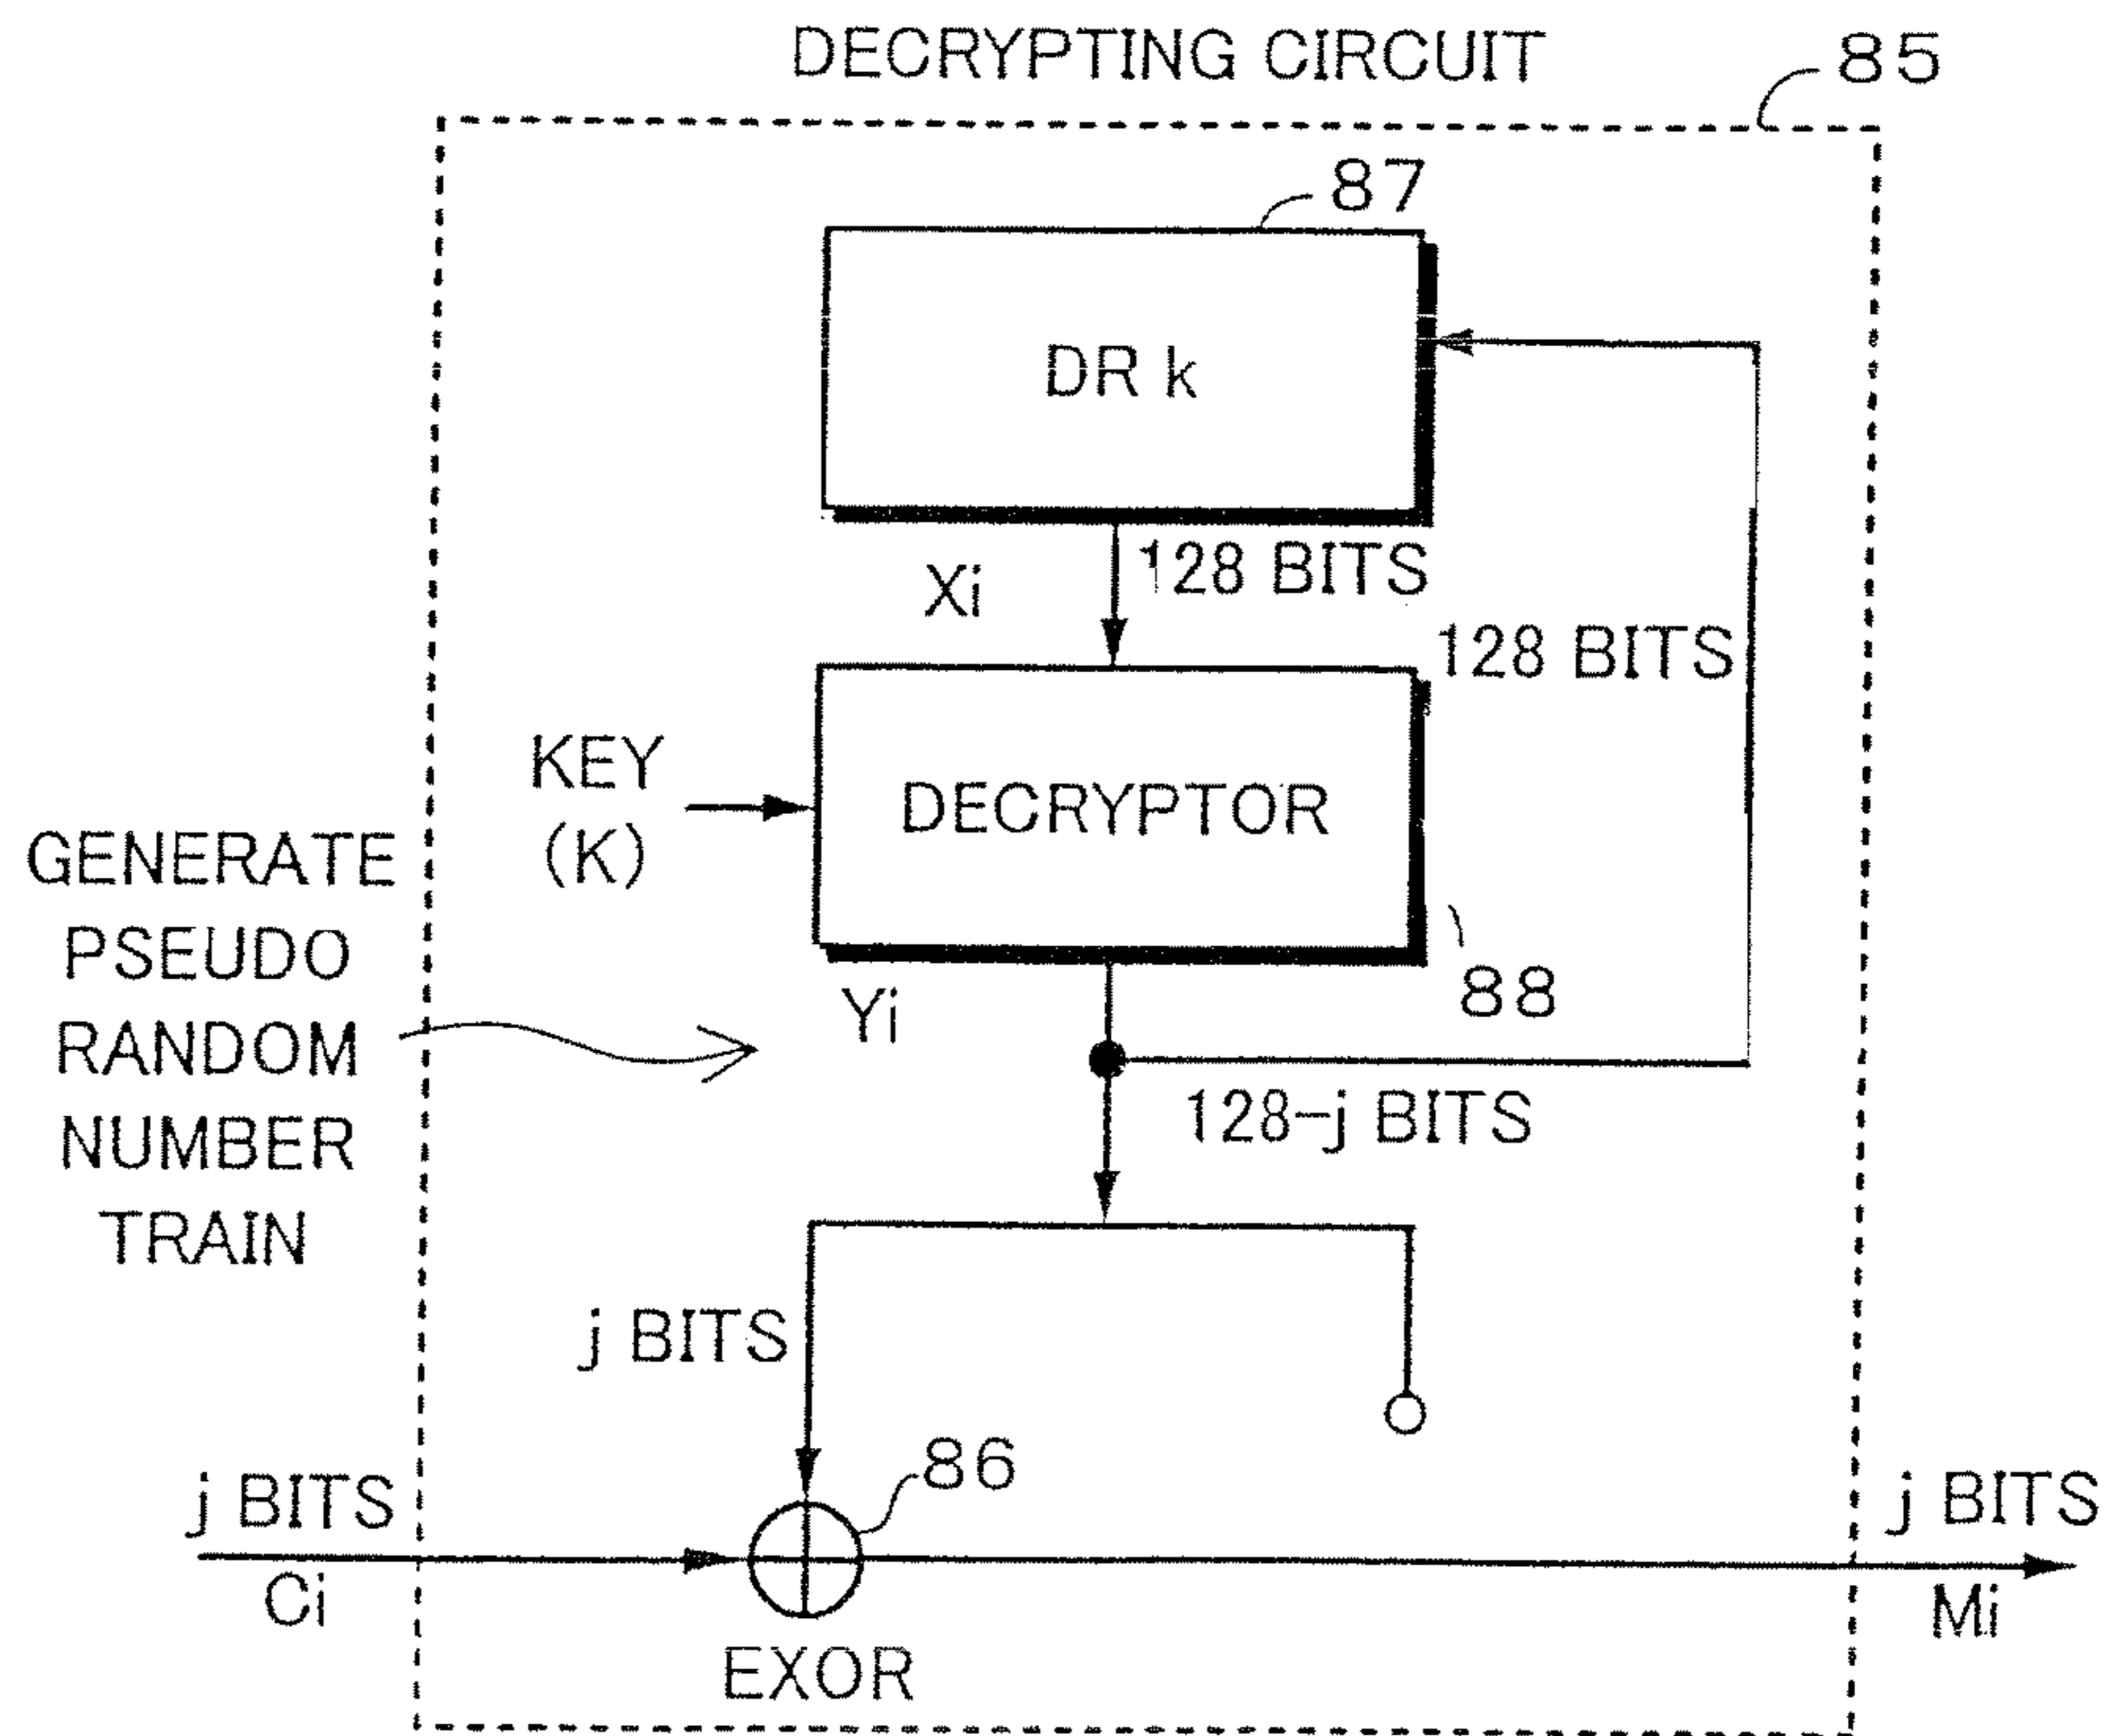 DECRYPTING CIRCUIT
85
87
DR k
Xi
128 BITS
128 BITS
KEY
(K)
DECRYPTOR
88
GENERATE
PSEUDO
RANDOM
NUMBER
TRAIN
Yi
128-j BITS
j BITS
86
j BITS
Ci
EXOR
j BITS
Mi